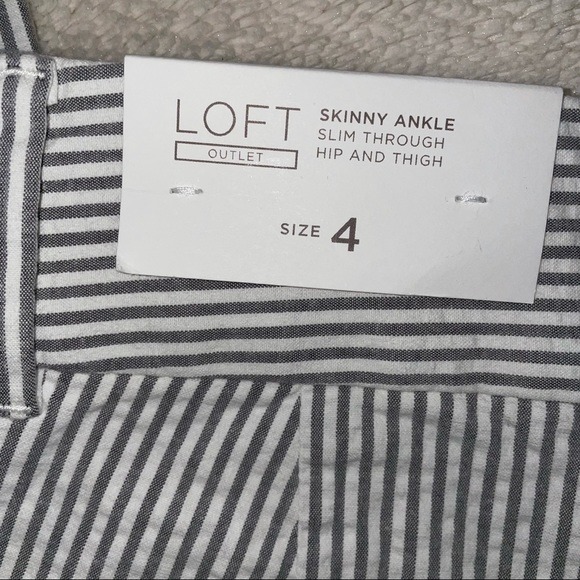 LOFT
OUTLET
SKINNY ANKLE
SLIM THROUGH
HIP AND THIGH
SIZE 4